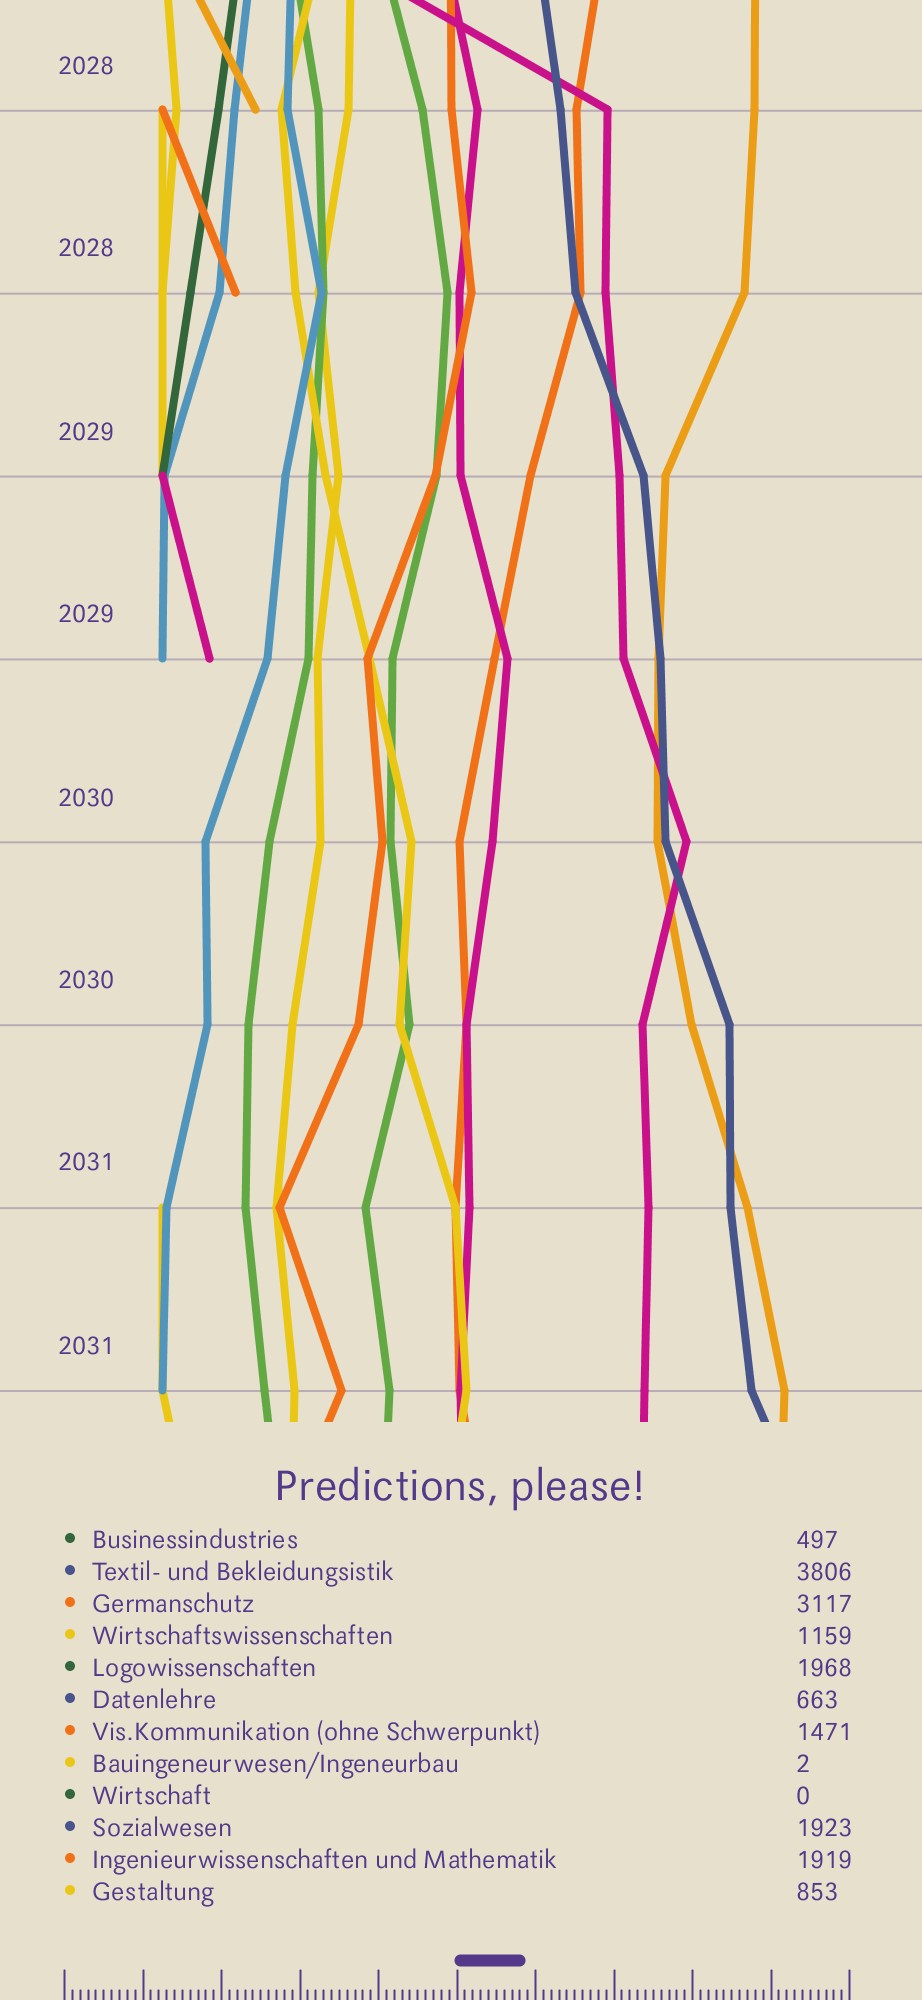 2028
2028
2029
2029
2030
2030
2031
2031
Predictions, please!
Businessindustries 497
Textil- und Bekleidungsistik 3806
Germanschutz 3117
Wirtschaftswissenschaften 1159
Logowissenschaften 1968
Datenlehre 663
Vis.Kommunikation (ohne Schwerpunkt) 1471
Bauingeneurwesen/Ingeneurbau 2
Wirtschaft 0
Sozialwesen 1923
Ingenieurwissenschaften und Mathematik 1919
Gestaltung 853